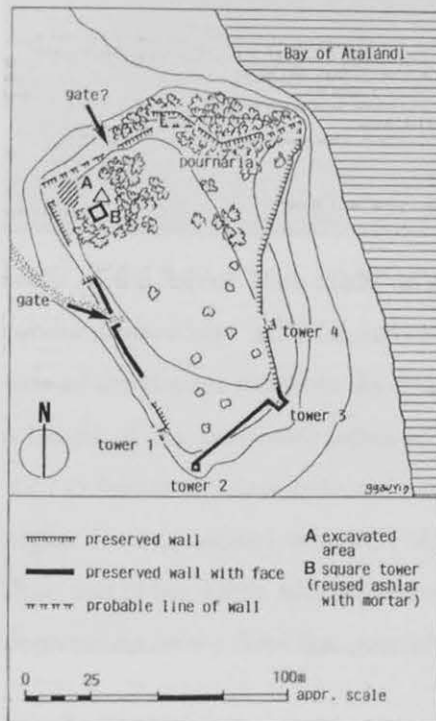 Bay of Atalándi
gate?
pournária
A
B
gate
tower 4
N
tower 3
tower 1
tower 2
preserved wall
preserved wall with face
probable line of wall
A excavated
area
B square tower
(reused ashlar
with mortar)
0 25 100m
appr. scale